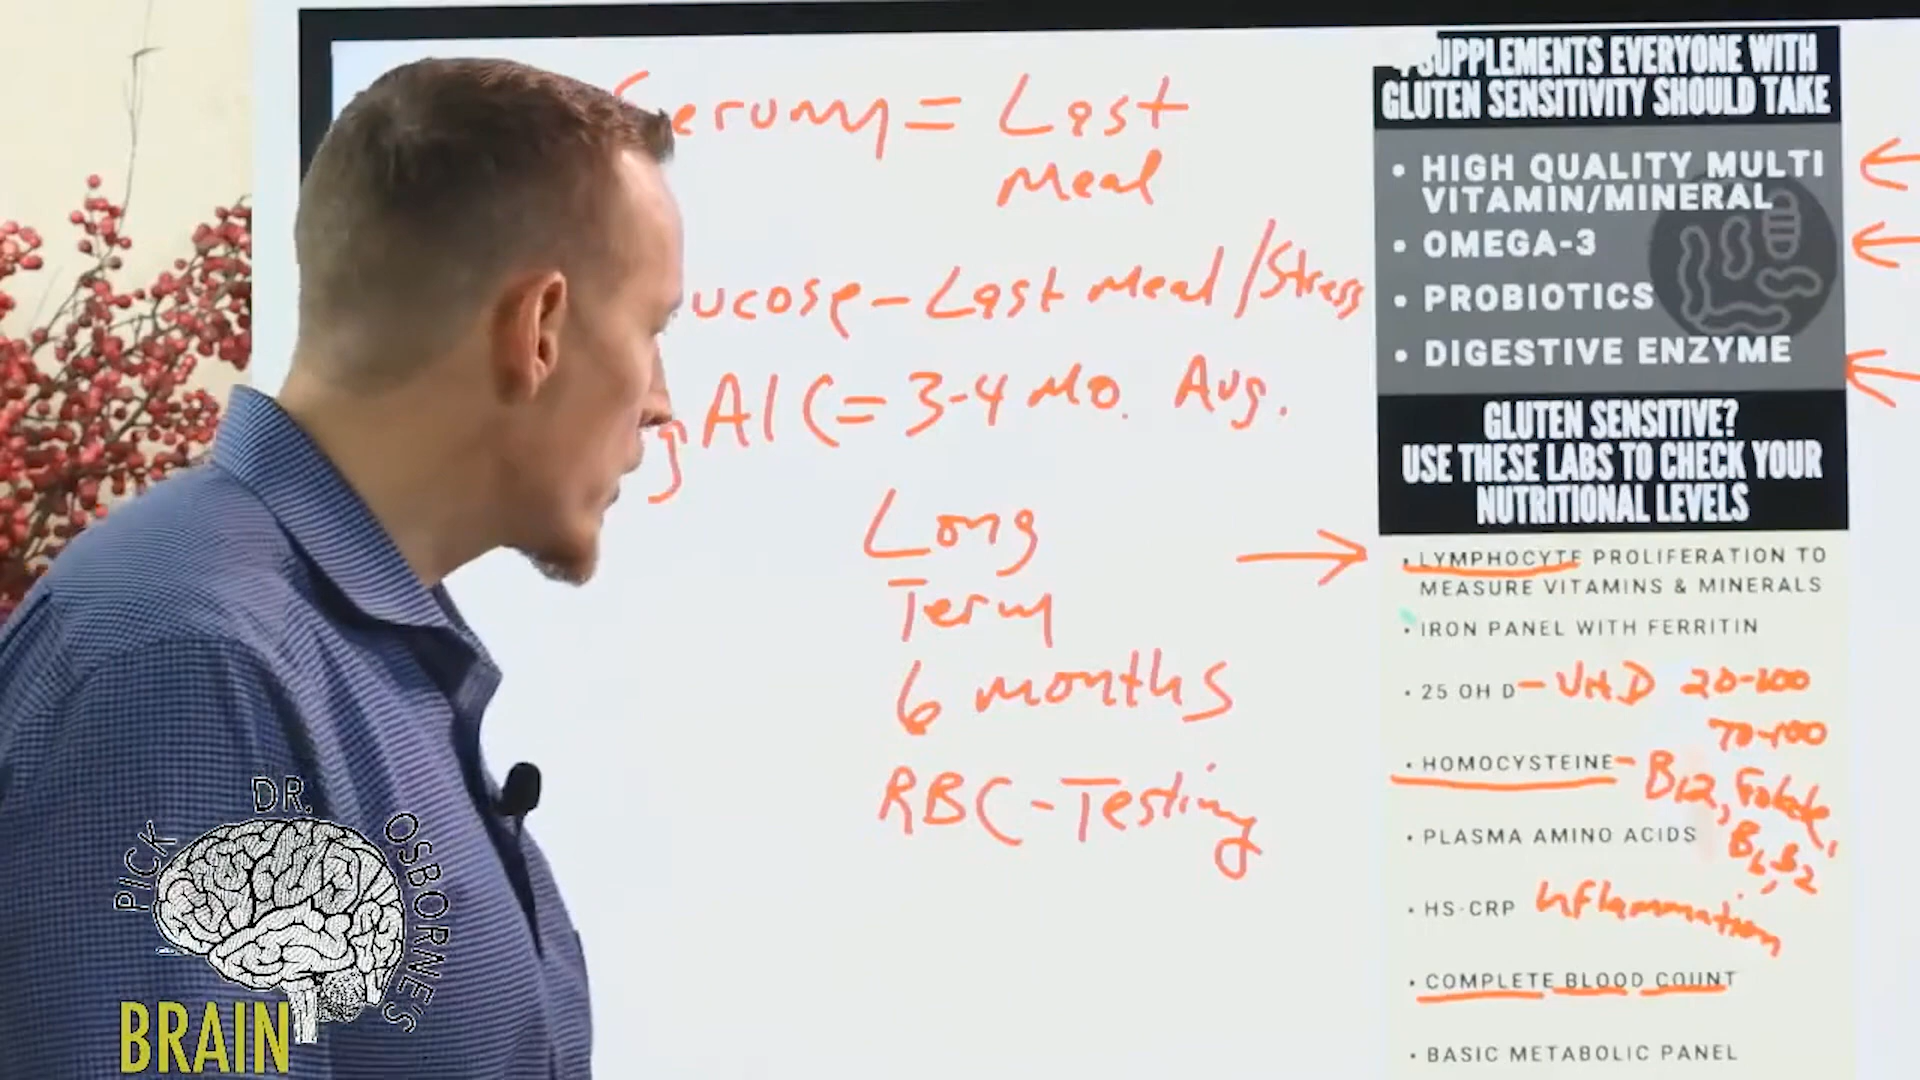 Serum = Last
Meal
ucose - Last Meal / Stress
g A1C = 3-4 Mo. Avg.
Long
Term
6 months
RBC - Testing
SUPPLEMENTS EVERYONE WITH
GLUTEN SENSITIVITY SHOULD TAKE
• HIGH QUALITY MULTI
VITAMIN/MINERAL
• OMEGA-3
• PROBIOTICS
• DIGESTIVE ENZYME
GLUTEN SENSITIVE?
USE THESE LABS TO CHECK YOUR
NUTRITIONAL LEVELS
• LYMPHOCYTE PROLIFERATION TO
MEASURE VITAMINS & MINERALS
• IRON PANEL WITH FERRITIN
• 25 OH D - Vit D 20-100
70-100
• HOMOCYSTEINE - B12, Folate,
• PLASMA AMINO ACIDS B6, B2
• HS-CRP Inflammation
• COMPLETE BLOOD COUNT
• BASIC METABOLIC PANEL
PICK DR. OSBORNE'S
BRAIN